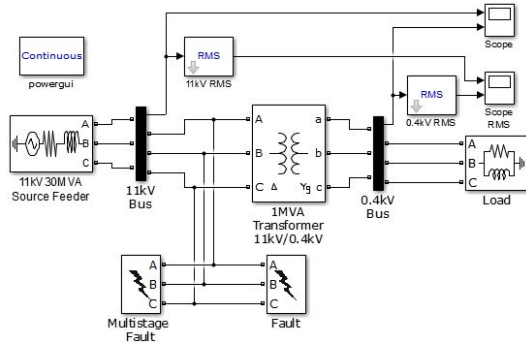 Continuous
powergui
RMS
11kV RMS
Scope
RMS
0.4kV RMS
Scope
RMS
A
B
C
11kV 30MVA
Source Feeder
11kV
Bus
A
B
C
Δ
Yg
a
b
c
1MVA
Transformer
11kV/0.4kV
0.4kV
Bus
A
B
C
Load
A
B
C
Multistage
Fault
A
B
C
Fault